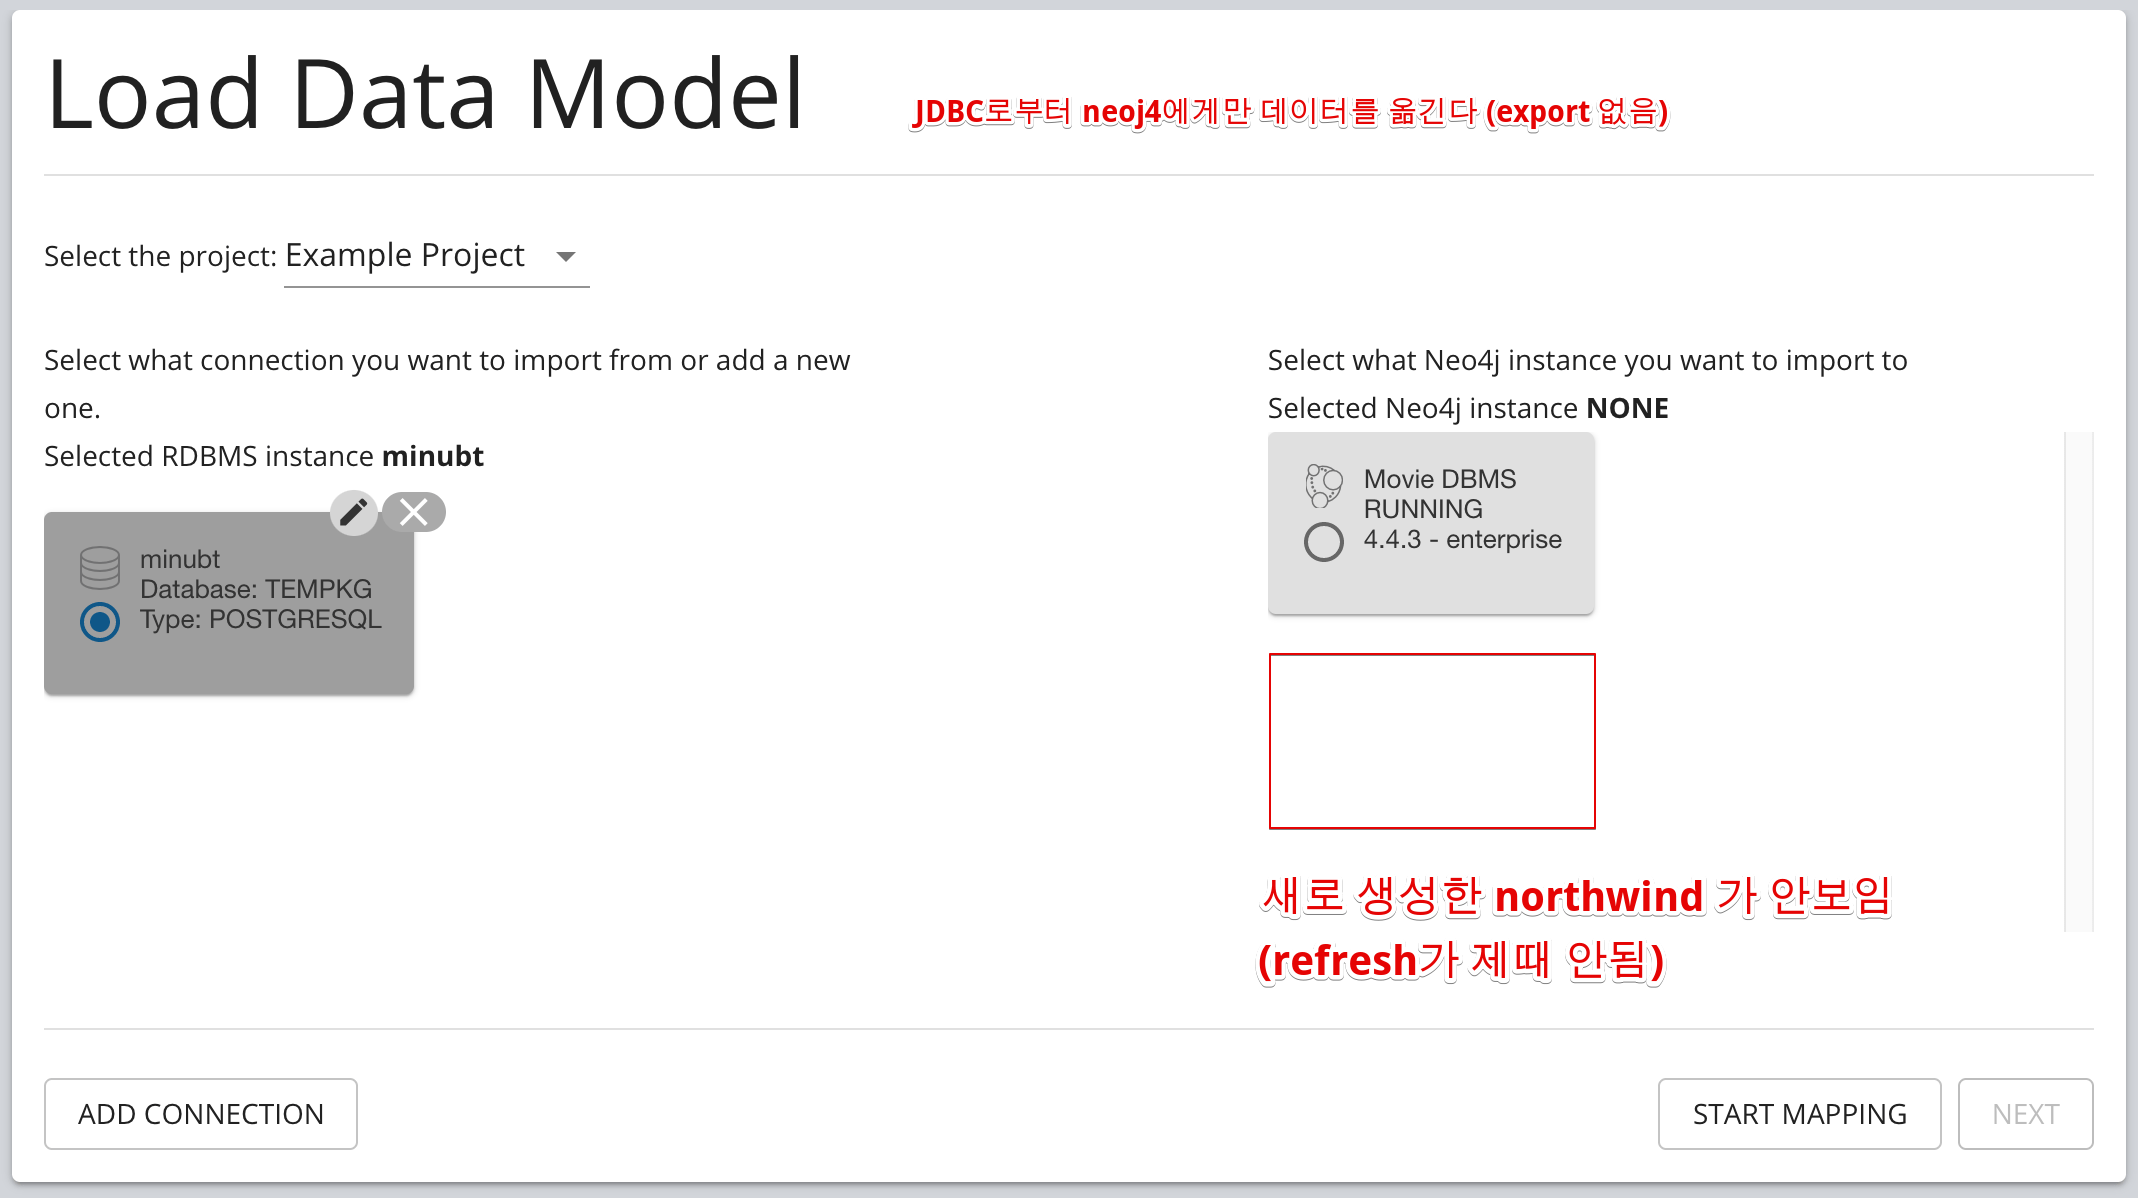 Load Data Model
JDBC로부터 neoj4에게만 데이터를 옮긴다 (export 없음)
Select the project: Example Project
Select what connection you want to import from or add a new
one.
Selected RDBMS instance minubt
minubt
Database: TEMPKG
Type: POSTGRESQL
Select what Neo4j instance you want to import to
Selected Neo4j instance NONE
Movie DBMS
RUNNING
4.4.3 - enterprise
새로 생성한 northwind 가 안보임
(refresh가 제때 안됨)
ADD CONNECTION
START MAPPING
NEXT